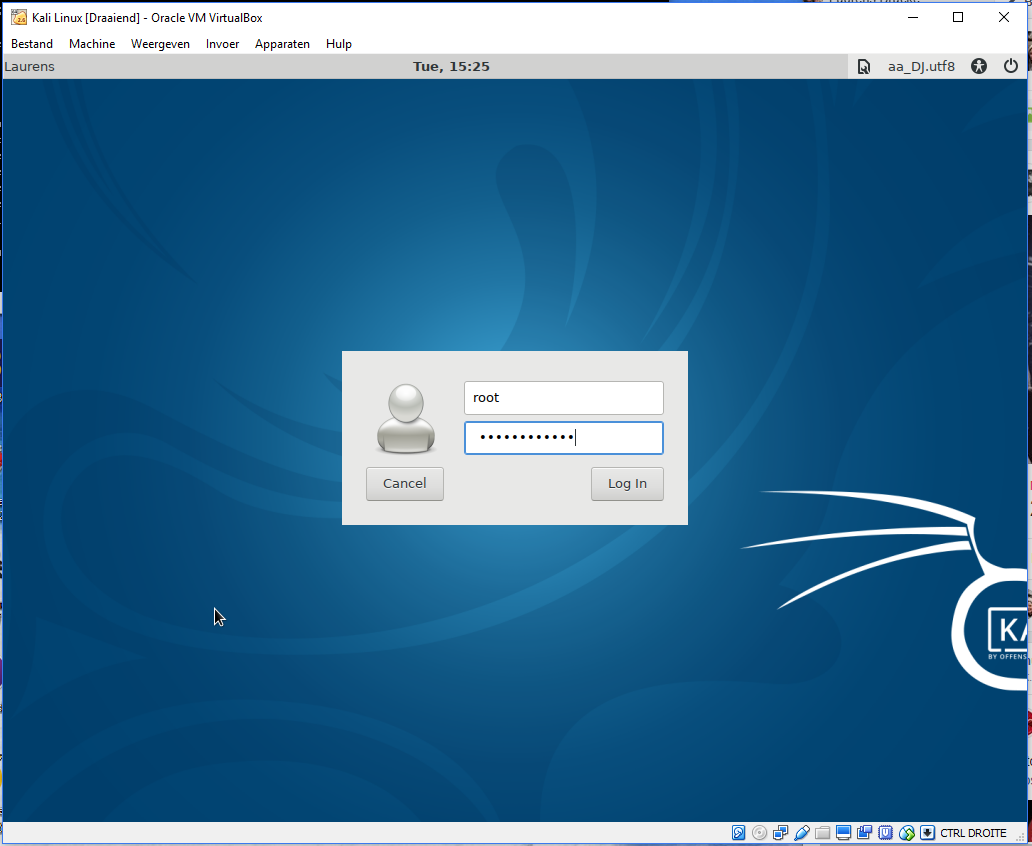 Kali Linux [Draaiend] - Oracle VM VirtualBox
Bestand Machine Weergeven Invoer Apparaten Hulp
Laurens Tue, 15:25 aa_DJ.utf8
root
••••••••••••
Cancel Log In
KA
BY OFFENS
CTRL DROITE